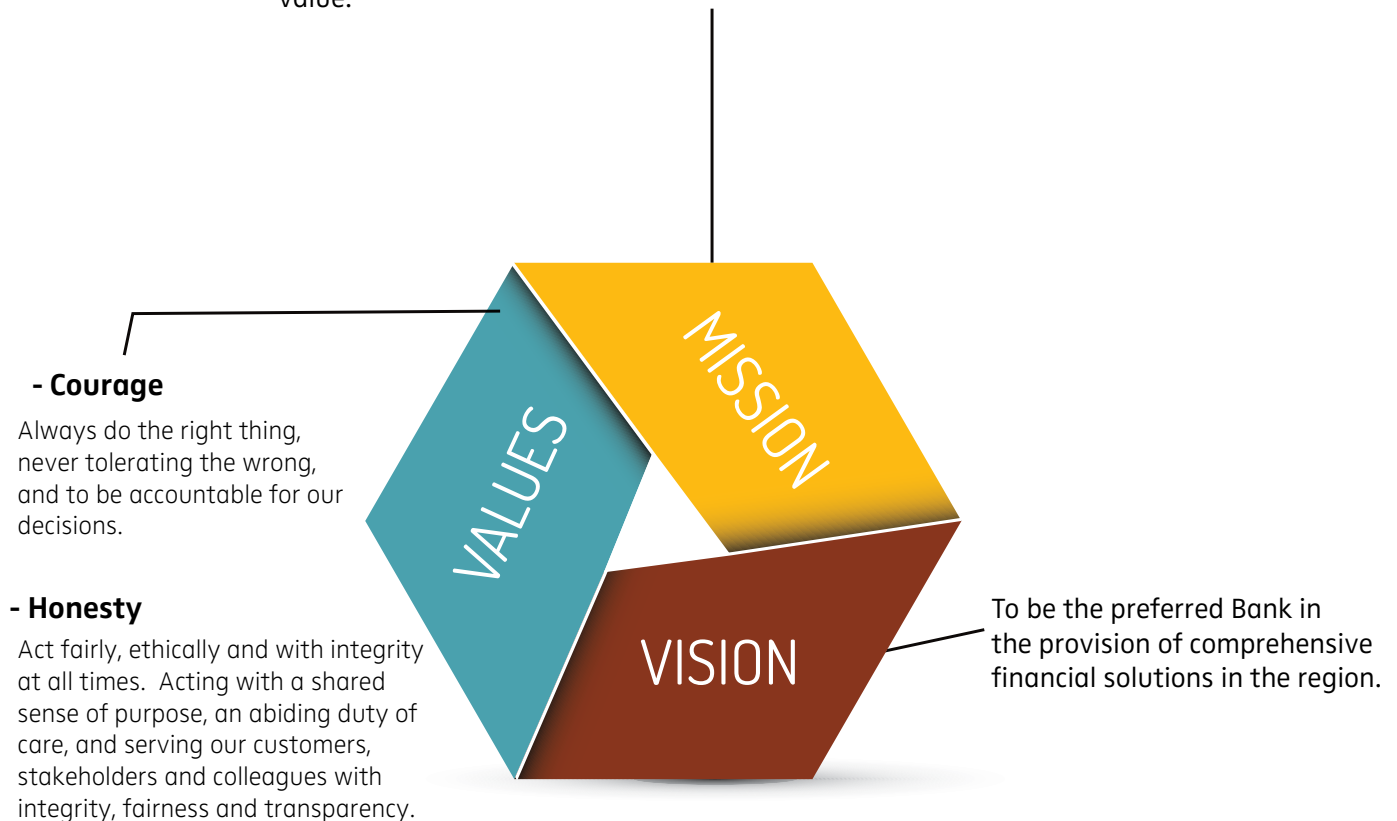 value.
MISSION
VALUES
- Courage
Always do the right thing,
never tolerating the wrong,
and to be accountable for our
decisions.
- Honesty
Act fairly, ethically and with integrity
at all times.  Acting with a shared
sense of purpose, an abiding duty of
care, and serving our customers,
stakeholders and colleagues with
integrity, fairness and transparency.
VISION
To be the preferred Bank in
the provision of comprehensive
financial solutions in the region.